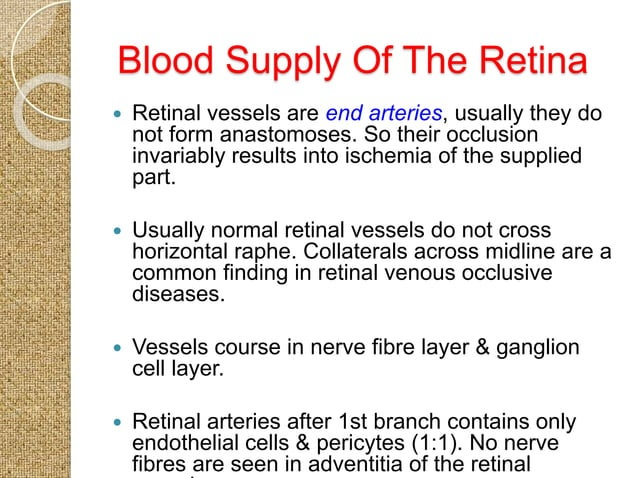 Blood Supply Of The Retina
• Retinal vessels are end arteries, usually they do
not form anastomoses. So their occlusion
invariably results into ischemia of the supplied
part.
• Usually normal retinal vessels do not cross
horizontal raphe. Collaterals across midline are a
common finding in retinal venous occlusive
diseases.
• Vessels course in nerve fibre layer & ganglion
cell layer.
• Retinal arteries after 1st branch contains only
endothelial cells & pericytes (1:1). No nerve
fibres are seen in adventitia of the retinal